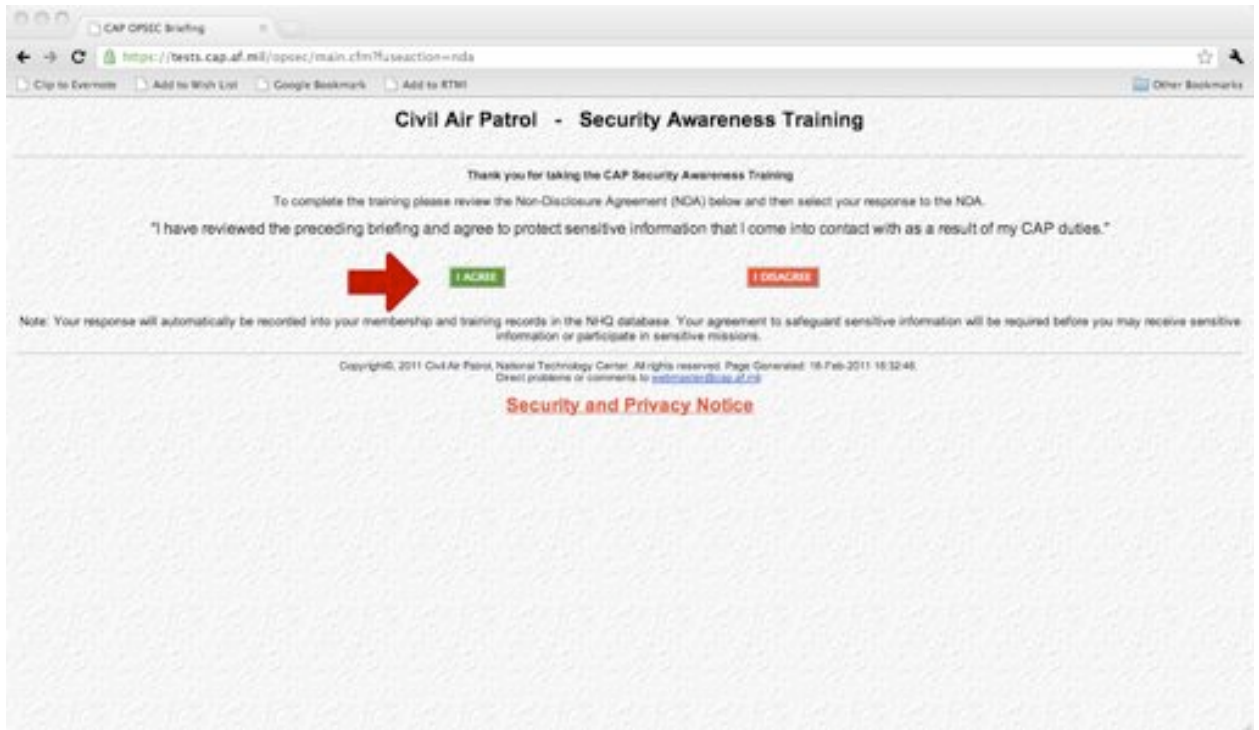 CAP OPSEC Briefing
https://tests.cap.af.mil/opsec/main.cfm?fuseaction=nda
Clip to Evernote Add to Wish List Google Bookmark Add to RTM! Other Bookmarks
Civil Air Patrol - Security Awareness Training
Thank you for taking the CAP Security Awareness Training
To complete the training please review the Non-Disclosure Agreement (NDA) below and then select your response to the NDA.
"I have reviewed the preceding briefing and agree to protect sensitive information that I come into contact with as a result of my CAP duties."
I AGREE I DISAGREE
Note: Your response will automatically be recorded into your membership and training records in the NHQ database. Your agreement to safeguard sensitive information will be required before you may receive sensitive
information or participate in sensitive missions.
Copyright©, 2011 Civil Air Patrol, National Technology Center. All rights reserved. Page Generated: 16-Feb-2011 16:32:48.
Direct problems or comments to webmaster@cap.af.mil
Security and Privacy Notice